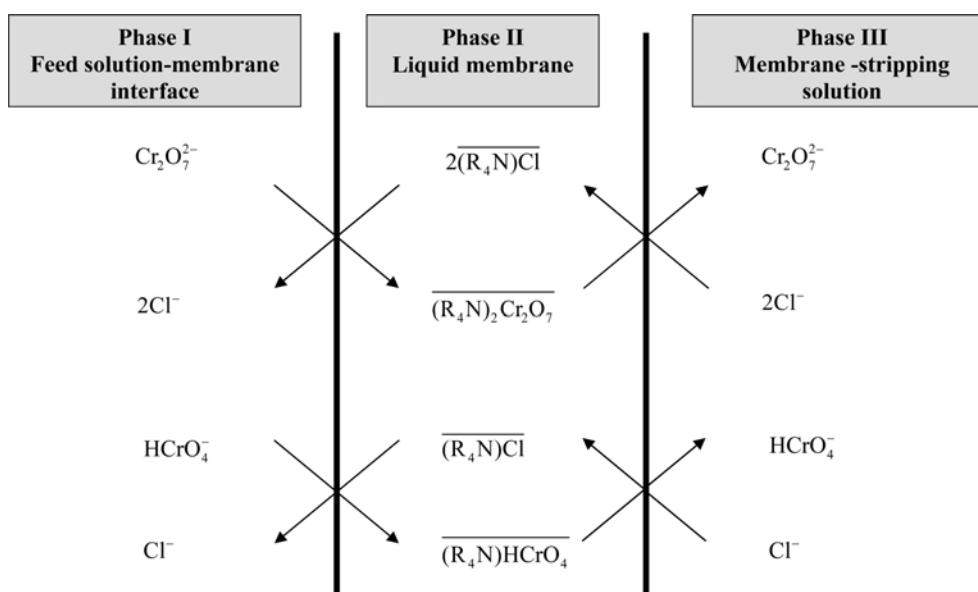 Phase I
Feed solution-membrane
interface
Phase II
Liquid membrane
Phase III
Membrane -stripping
solution
Cr₂O₇²⁻
2(R₄N)Cl
Cr₂O₇²⁻
2Cl⁻
(R₄N)₂Cr₂O₇
2Cl⁻
HCrO₄⁻
(R₄N)Cl
HCrO₄⁻
Cl⁻
(R₄N)HCrO₄
Cl⁻